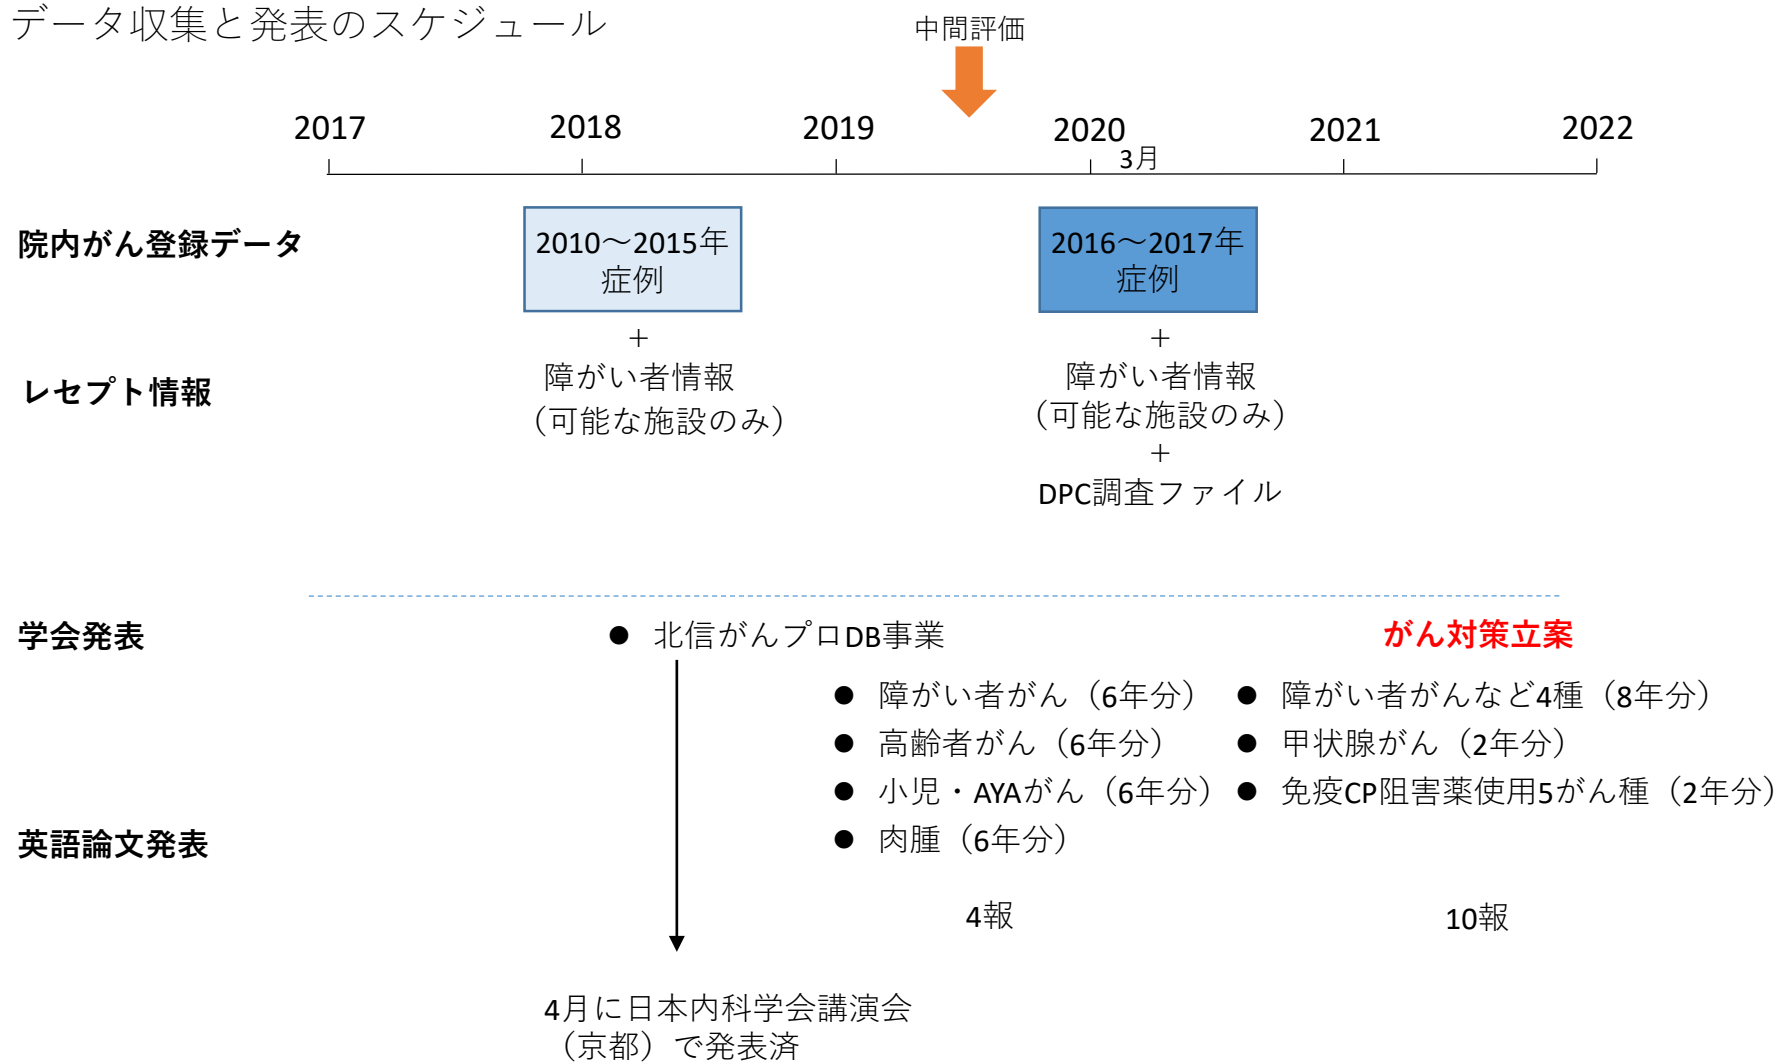 データ収集と発表のスケジュール
中間評価
2017
2018
2019
2020
2021
2022
3月
院内がん登録データ
2010～2015年
症例
2016～2017年
症例
＋
＋
レセプト情報
障がい者情報
（可能な施設のみ）
障がい者情報
（可能な施設のみ）
＋
DPC調査ファイル
学会発表
● 北信がんプロDB事業
がん対策立案
● 障がい者がん（6年分）
● 高齢者がん（6年分）
● 小児・AYAがん（6年分）
● 肉腫（6年分）
● 障がい者がんなど4種（8年分）
● 甲状腺がん（2年分）
● 免疫CP阻害薬使用5がん種（2年分）
英語論文発表
4報
10報
4月に日本内科学会講演会
（京都）で発表済